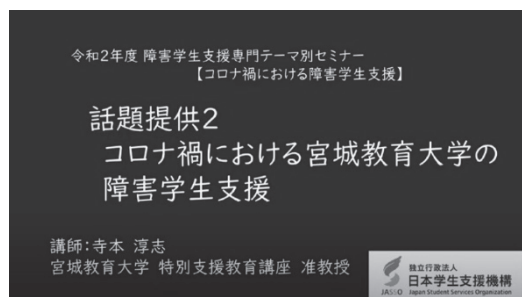 令和2年度 障害学生支援専門テーマ別セミナー
【コロナ禍における障害学生支援】
話題提供2
コロナ禍における宮城教育大学の
障害学生支援
講師:寺本 淳志
宮城教育大学 特別支援教育講座 准教授
独立行政法人
日本学生支援機構
JASSO Japan Student Services Organization